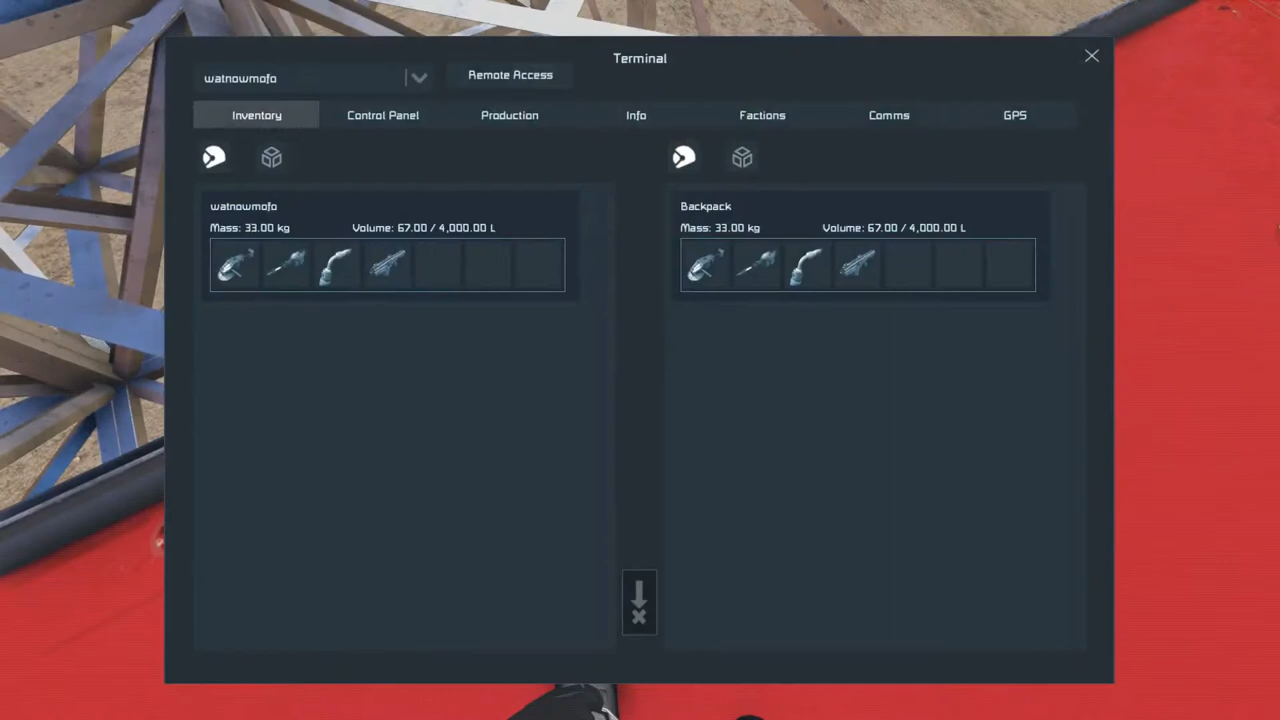 Terminal
watnowmofo
Remote Access
Inventory
Control Panel
Production
Info
Factions
Comms
GPS
watnowmofo
Mass: 33.00 kg
Volume: 67.00 / 4,000.00 L
Backpack
Mass: 33.00 kg
Volume: 67.00 / 4,000.00 L